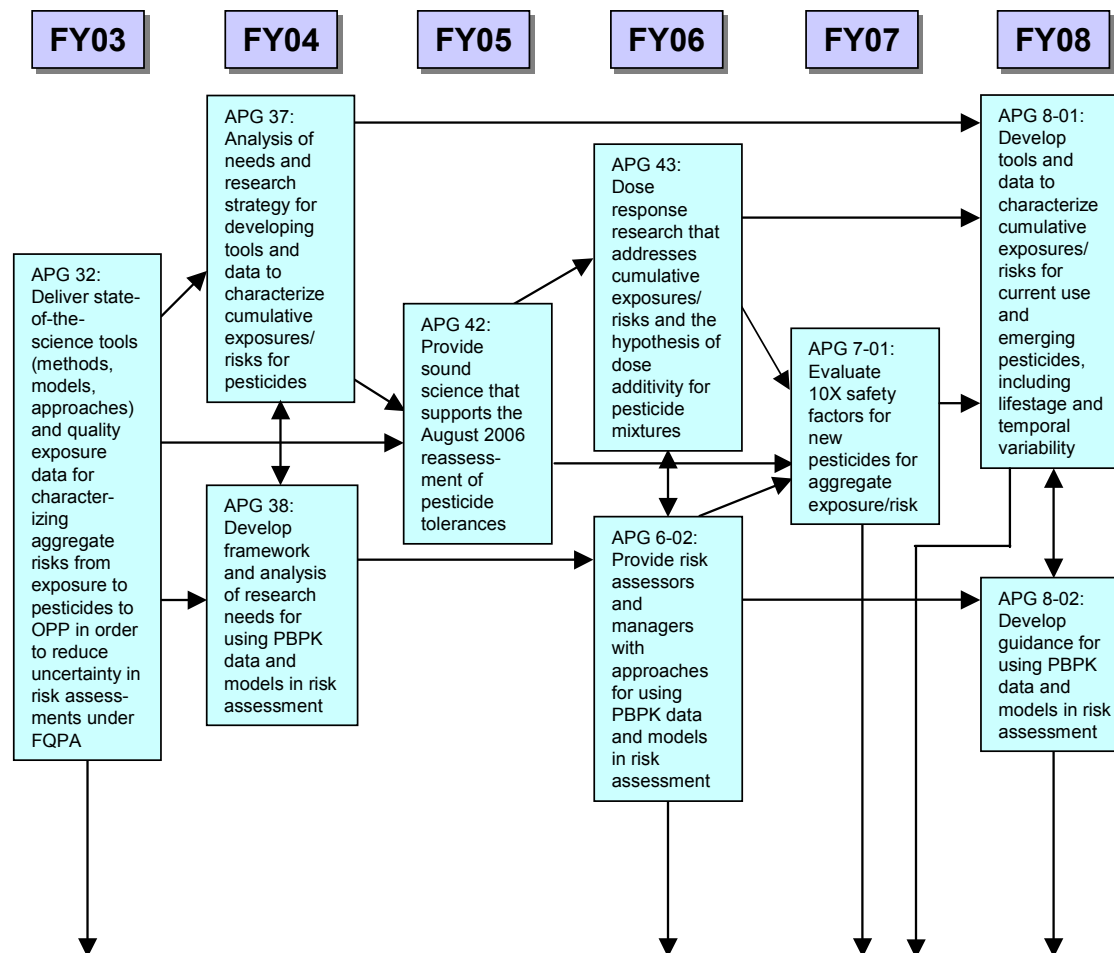 FY03
FY04
FY05
FY06
FY07
FY08
APG 32:
Deliver state-
of-the-
science tools
(methods,
models,
approaches)
and quality
exposure
data for
character-
izing
aggregate
risks from
exposure to
pesticides to
OPP in order
to reduce
uncertainty in
risk assess-
ments under
FQPA
APG 37:
Analysis of
needs and
research
strategy for
developing
tools and
data to
characterize
cumulative
exposures/
risks for
pesticides
APG 38:
Develop
framework
and analysis
of research
needs for
using PBPK
data and
models in risk
assessment
APG 42:
Provide
sound
science that
supports the
August 2006
reassess-
ment of
pesticide
tolerances
APG 43:
Dose
response
research that
addresses
cumulative
exposures/
risks and the
hypothesis of
dose
additivity for
pesticide
mixtures
APG 6-02:
Provide risk
assessors
and
managers
with
approaches
for using
PBPK data
and models
in risk
assessment
APG 7-01:
Evaluate
10X safety
factors for
new
pesticides for
aggregate
exposure/risk
APG 8-01:
Develop
tools and
data to
characterize
cumulative
exposures/
risks for
current use
and
emerging
pesticides,
including
lifestage and
temporal
variability
APG 8-02:
Develop
guidance for
using PBPK
data and
models in risk
assessment